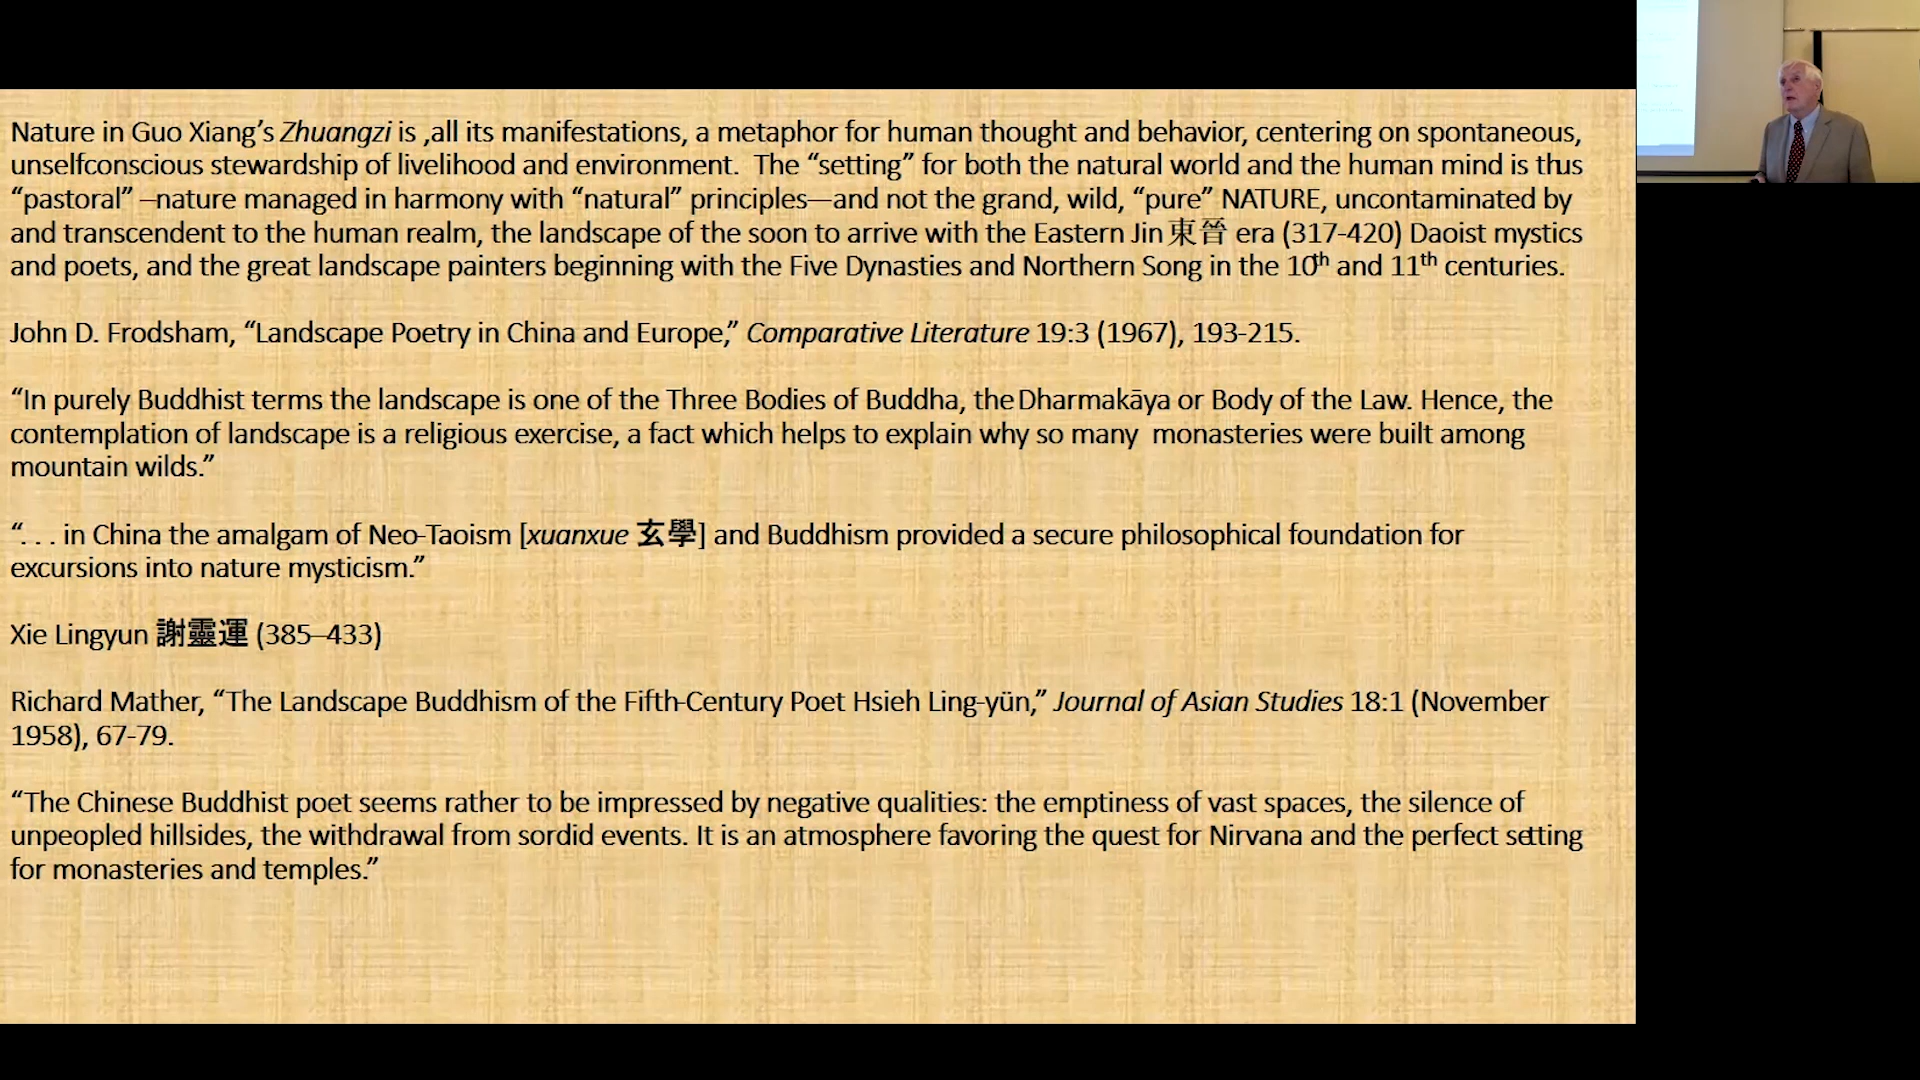 Nature in Guo Xiang’s Zhuangzi is ,all its manifestations, a metaphor for human thought and behavior, centering on spontaneous,
unselfconscious stewardship of livelihood and environment. The “setting” for both the natural world and the human mind is thus
“pastoral” –nature managed in harmony with “natural” principles—and not the grand, wild, “pure” NATURE, uncontaminated by
and transcendent to the human realm, the landscape of the soon to arrive with the Eastern Jin 東晉 era (317-420) Daoist mystics
and poets, and the great landscape painters beginning with the Five Dynasties and Northern Song in the 10th and 11th centuries.
John D. Frodsham, “Landscape Poetry in China and Europe,” Comparative Literature 19:3 (1967), 193-215.
“In purely Buddhist terms the landscape is one of the Three Bodies of Buddha, the Dharmakāya or Body of the Law. Hence, the
contemplation of landscape is a religious exercise, a fact which helps to explain why so many monasteries were built among
mountain wilds.”
“. . . in China the amalgam of Neo-Taoism [xuanxue 玄學] and Buddhism provided a secure philosophical foundation for
excursions into nature mysticism.”
Xie Lingyun 謝靈運 (385–433)
Richard Mather, “The Landscape Buddhism of the Fifth-Century Poet Hsieh Ling-yün,” Journal of Asian Studies 18:1 (November
1958), 67-79.
“The Chinese Buddhist poet seems rather to be impressed by negative qualities: the emptiness of vast spaces, the silence of
unpeopled hillsides, the withdrawal from sordid events. It is an atmosphere favoring the quest for Nirvana and the perfect setting
for monasteries and temples.”